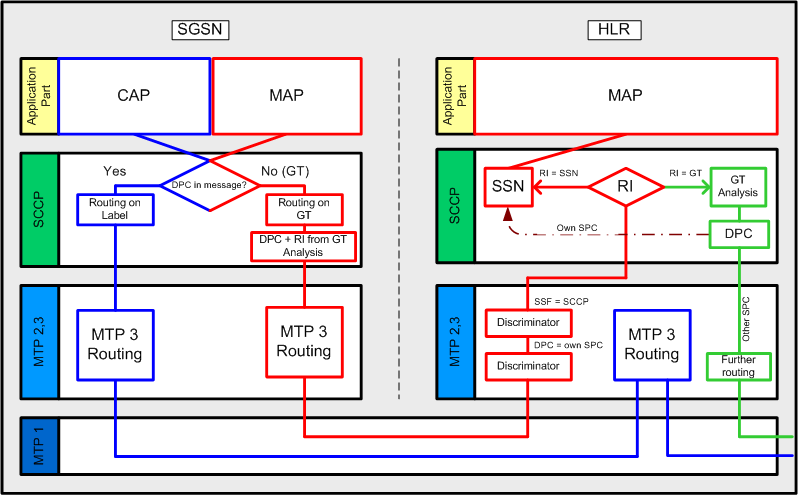 SGSN
HLR
Application
Part
CAP
MAP
Application
Part
MAP
SCCP
Yes
No (GT)
DPC in message?
Routing on
Label
Routing on
GT
DPC + RI from GT
Analysis
SCCP
SSN
RI = SSN
RI
RI = GT
GT
Analysis
Own SPC
DPC
MTP 2,3
MTP 3
Routing
MTP 3
Routing
MTP 2,3
SSF = SCCP
Discriminator
DPC = own SPC
Discriminator
MTP 3
Routing
Other SPC
Further
routing
MTP 1